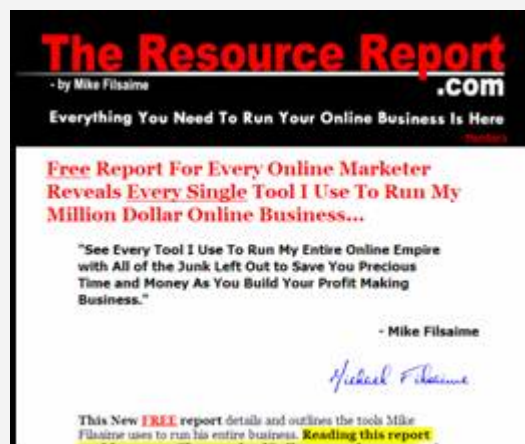 The Resource Report
.com
- by Mike Filsaime
Everything You Need To Run Your Online Business Is Here
Members
Free Report For Every Online Marketer
Reveals Every Single Tool I Use To Run My
Million Dollar Online Business...
"See Every Tool I Use To Run My Entire Online Empire
with All of the Junk Left Out to Save You Precious
Time and Money As You Build Your Profit Making
Business."
- Mike Filsaime
Michael Filsaime
This New FREE report details and outlines the tools Mike
Filsaime uses to run his entire business. Reading this report